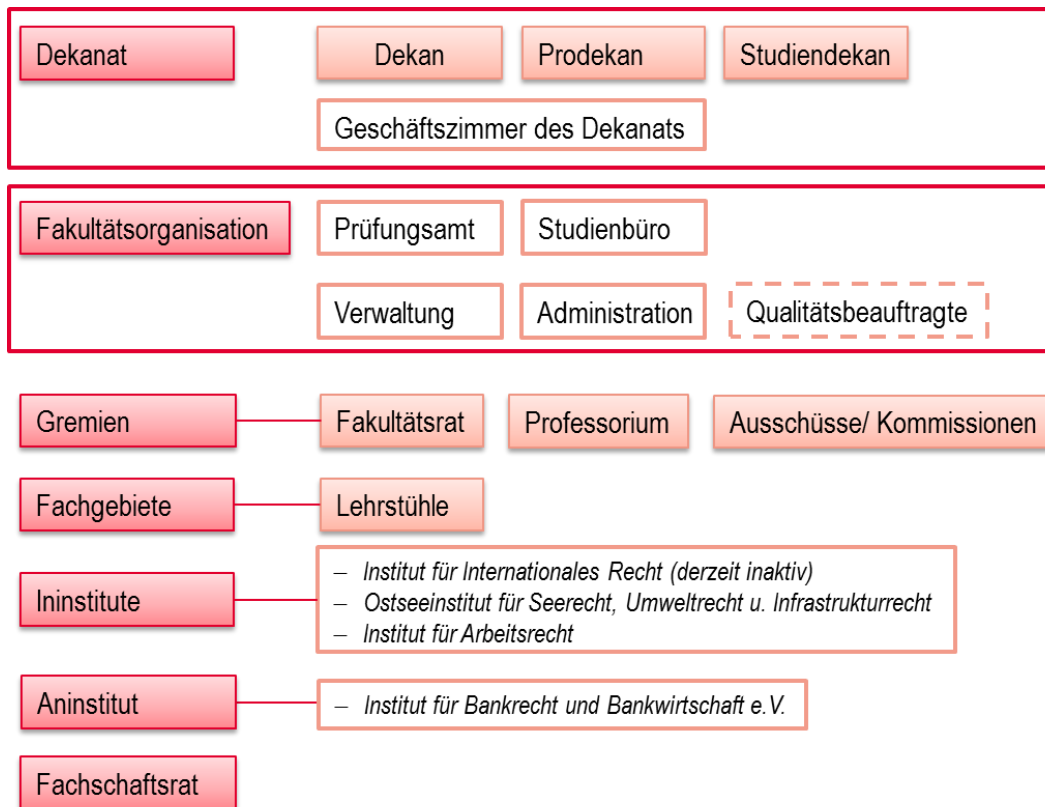 Dekanat
Dekan
Prodekan
Studiendekan
Geschäftszimmer des Dekanats
Fakultätsorganisation
Prüfungsamt
Studienbüro
Verwaltung
Administration
Qualitätsbeauftragte
Gremien
Fakultätsrat
Professorium
Ausschüsse/ Kommissionen
Fachgebiete
Lehrstühle
Ininstitute
– Institut für Internationales Recht (derzeit inaktiv)
– Ostseeinstitut für Seerecht, Umweltrecht u. Infrastrukturrecht
– Institut für Arbeitsrecht
Aninstitut
– Institut für Bankrecht und Bankwirtschaft e.V.
Fachschaftsrat